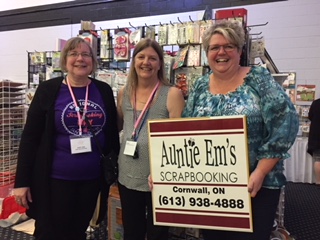 Auntie Em's
SCRAPBOOKING
Cornwall, ON
(613) 938-4888